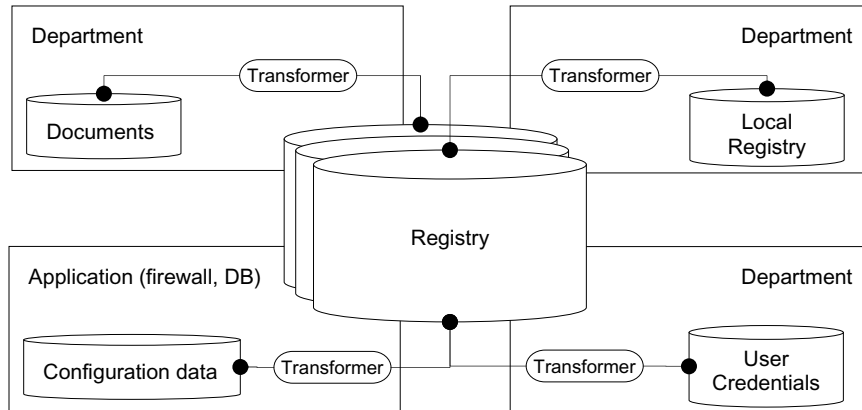 Department
Department
Transformer
Transformer
Documents
Local
Registry
Registry
Application (firewall, DB)
Department
Configuration data
Transformer
Transformer
User
Credentials